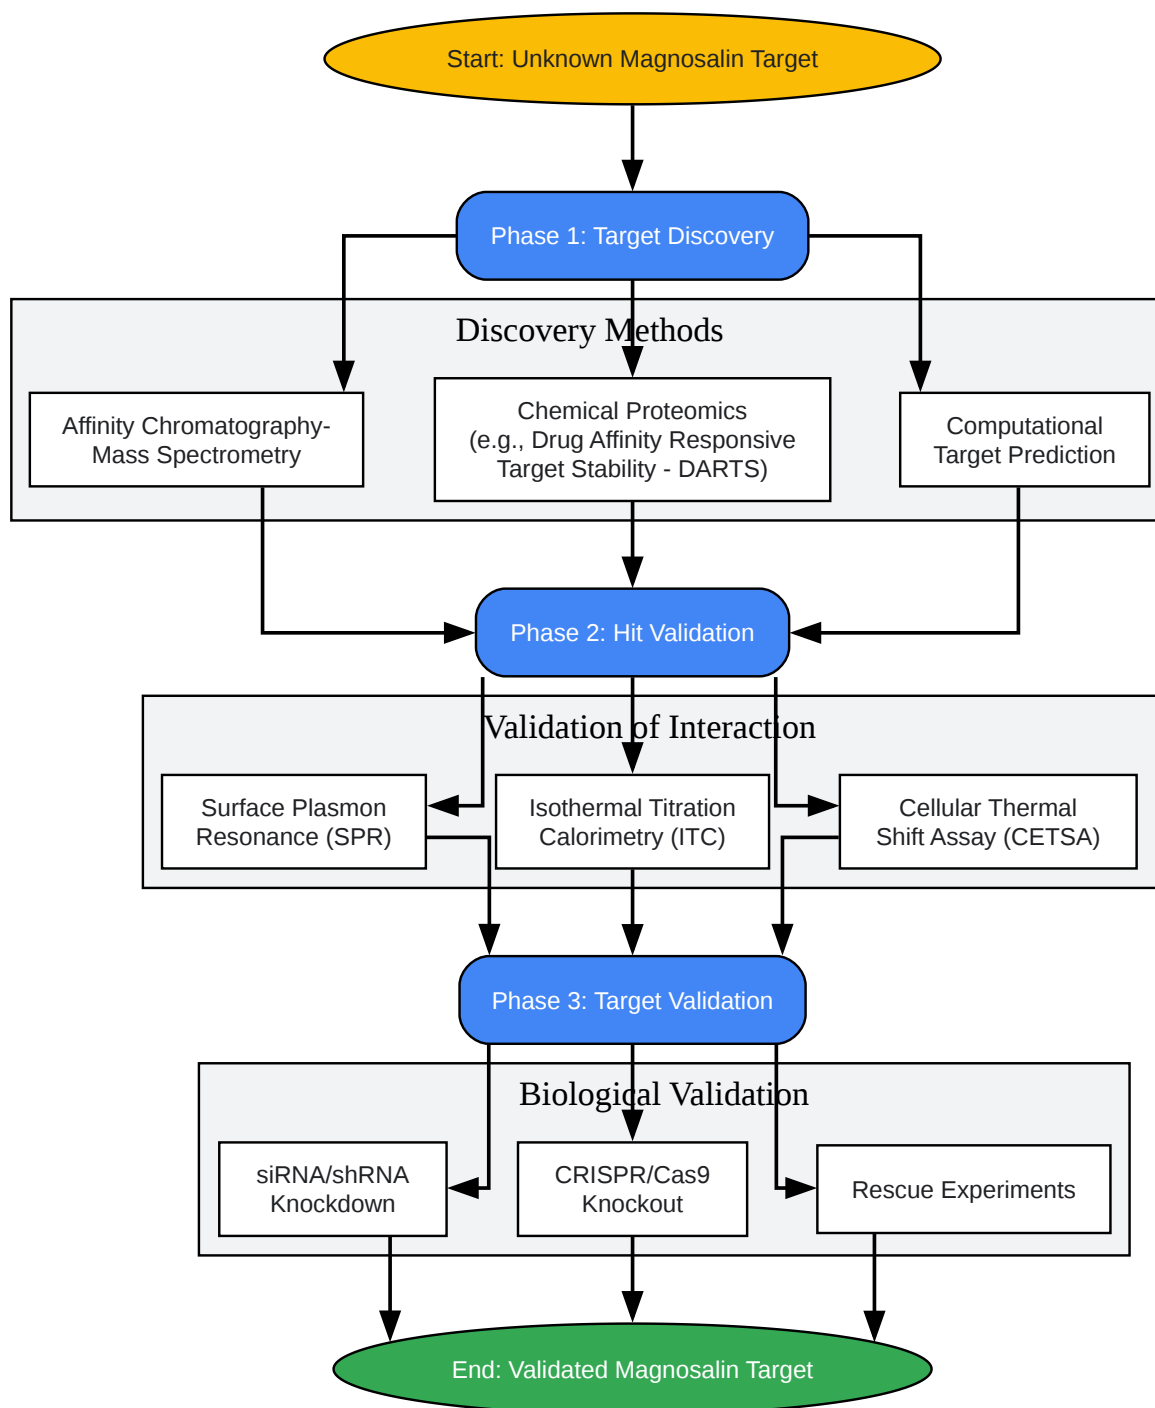 Start: Unknown Magnosalin Target
Phase 1: Target Discovery
Discovery Methods
Affinity Chromatography-
Mass Spectrometry
Chemical Proteomics
(e.g., Drug Affinity Responsive
Target Stability - DARTS)
Computational
Target Prediction
Phase 2: Hit Validation
Validation of Interaction
Surface Plasmon
Resonance (SPR)
Isothermal Titration
Calorimetry (ITC)
Cellular Thermal
Shift Assay (CETSA)
Phase 3: Target Validation
Biological Validation
siRNA/shRNA
Knockdown
CRISPR/Cas9
Knockout
Rescue Experiments
End: Validated Magnosalin Target